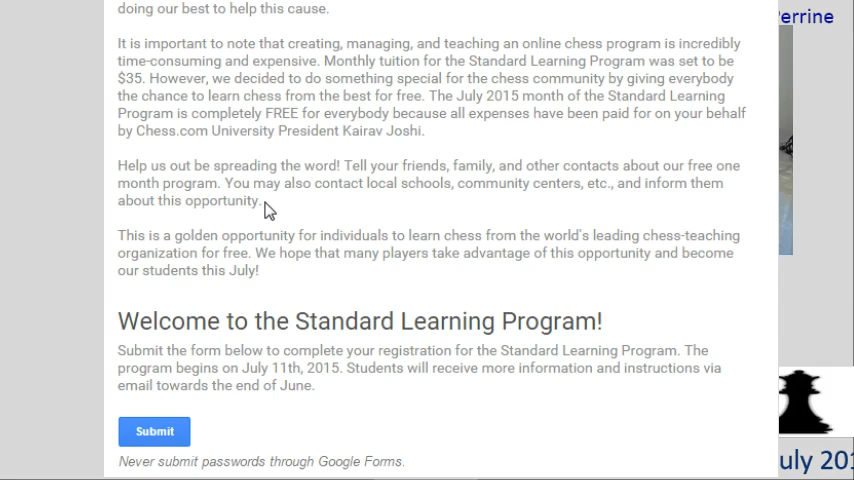 doing our best to help this cause.
Perrine
It is important to note that creating, managing, and teaching an online chess program is incredibly
time-consuming and expensive. Monthly tuition for the Standard Learning Program was set to be
$35. However, we decided to do something special for the chess community by giving everybody
the chance to learn chess from the best for free. The July 2015 month of the Standard Learning
Program is completely FREE for everybody because all expenses have been paid for on your behalf
by Chess.com University President Kairav Joshi.
Help us out be spreading the word! Tell your friends, family, and other contacts about our free one
month program. You may also contact local schools, community centers, etc., and inform them
about this opportunity.
This is a golden opportunity for individuals to learn chess from the world's leading chess-teaching
organization for free. We hope that many players take advantage of this opportunity and become
our students this July!
Welcome to the Standard Learning Program!
Submit the form below to complete your registration for the Standard Learning Program. The
program begins on July 11th, 2015. Students will receive more information and instructions via
email towards the end of June.
Submit
Never submit passwords through Google Forms.
uly 201